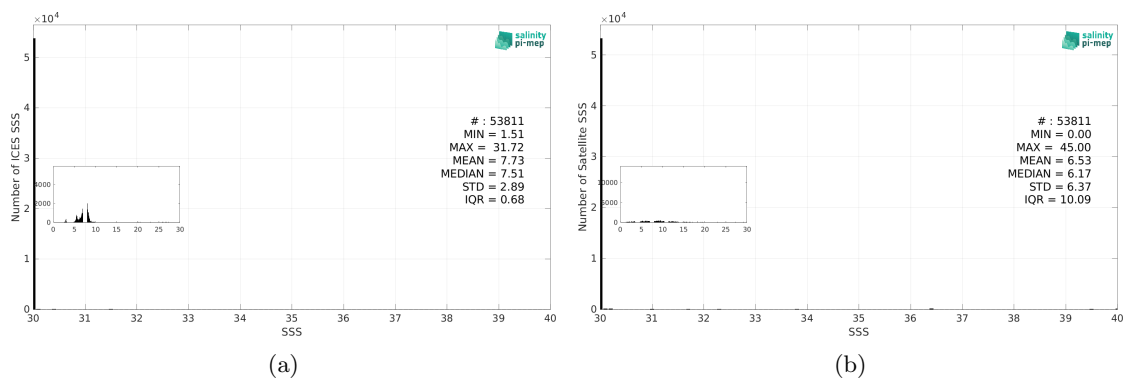 ×10⁴
salinity
pi-mep
5
4
3
2
1
0
Number of ICES SSS
# : 53811
MIN = 1.51
MAX = 31.72
MEAN = 7.73
MEDIAN = 7.51
STD = 2.89
IQR = 0.68
4000
2000
0
0 5 10 15 20 25 30
30 31 32 33 34 35 36 37 38 39 40
SSS
(a)
×10⁴
salinity
pi-mep
5
4
3
2
1
0
Number of Satellite SSS
# : 53811
MIN = 0.00
MAX = 45.00
MEAN = 6.53
MEDIAN = 6.17
STD = 6.37
IQR = 10.09
10000
5000
0
0 5 10 15 20 25 30
30 31 32 33 34 35 36 37 38 39 40
SSS
(b)